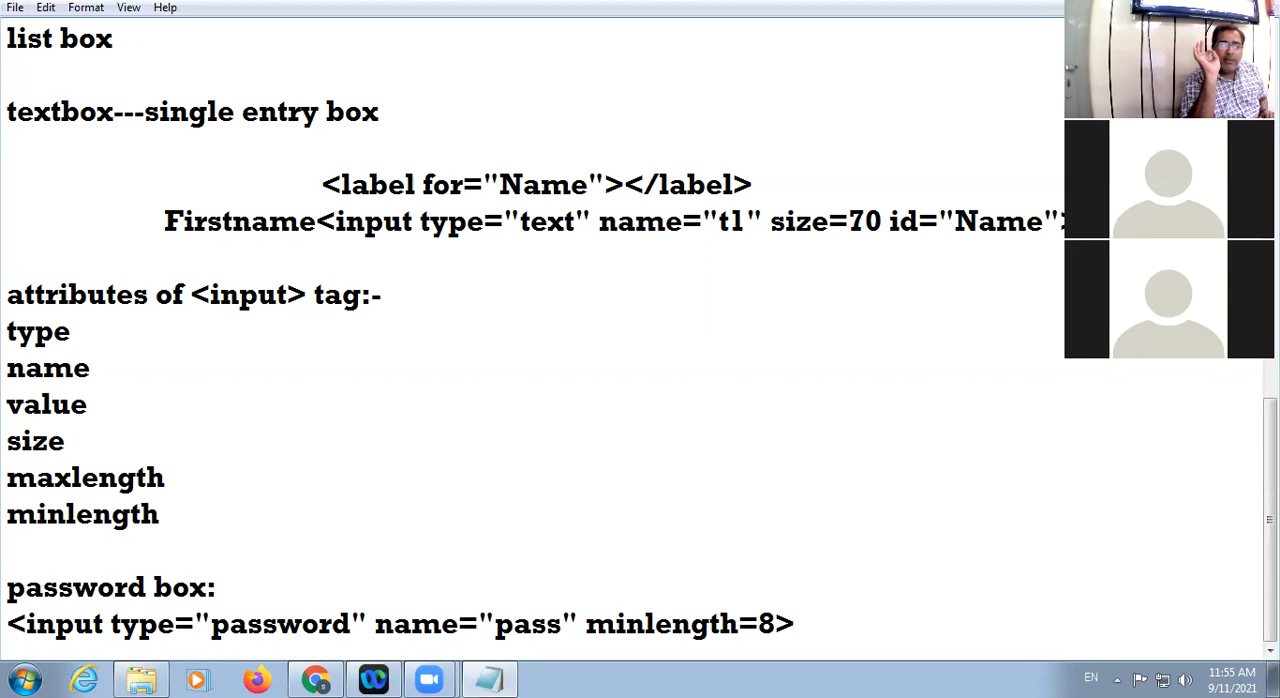 File Edit Format View Help
list box
textbox---single entry box
<label for="Name"></label>
Firstname<input type="text" name="t1" size=70 id="Name">
attributes of <input> tag:-
type
name
value
size
maxlength
minlength
password box:
<input type="password" name="pass" minlength=8>
EN
11:55 AM
9/11/2021